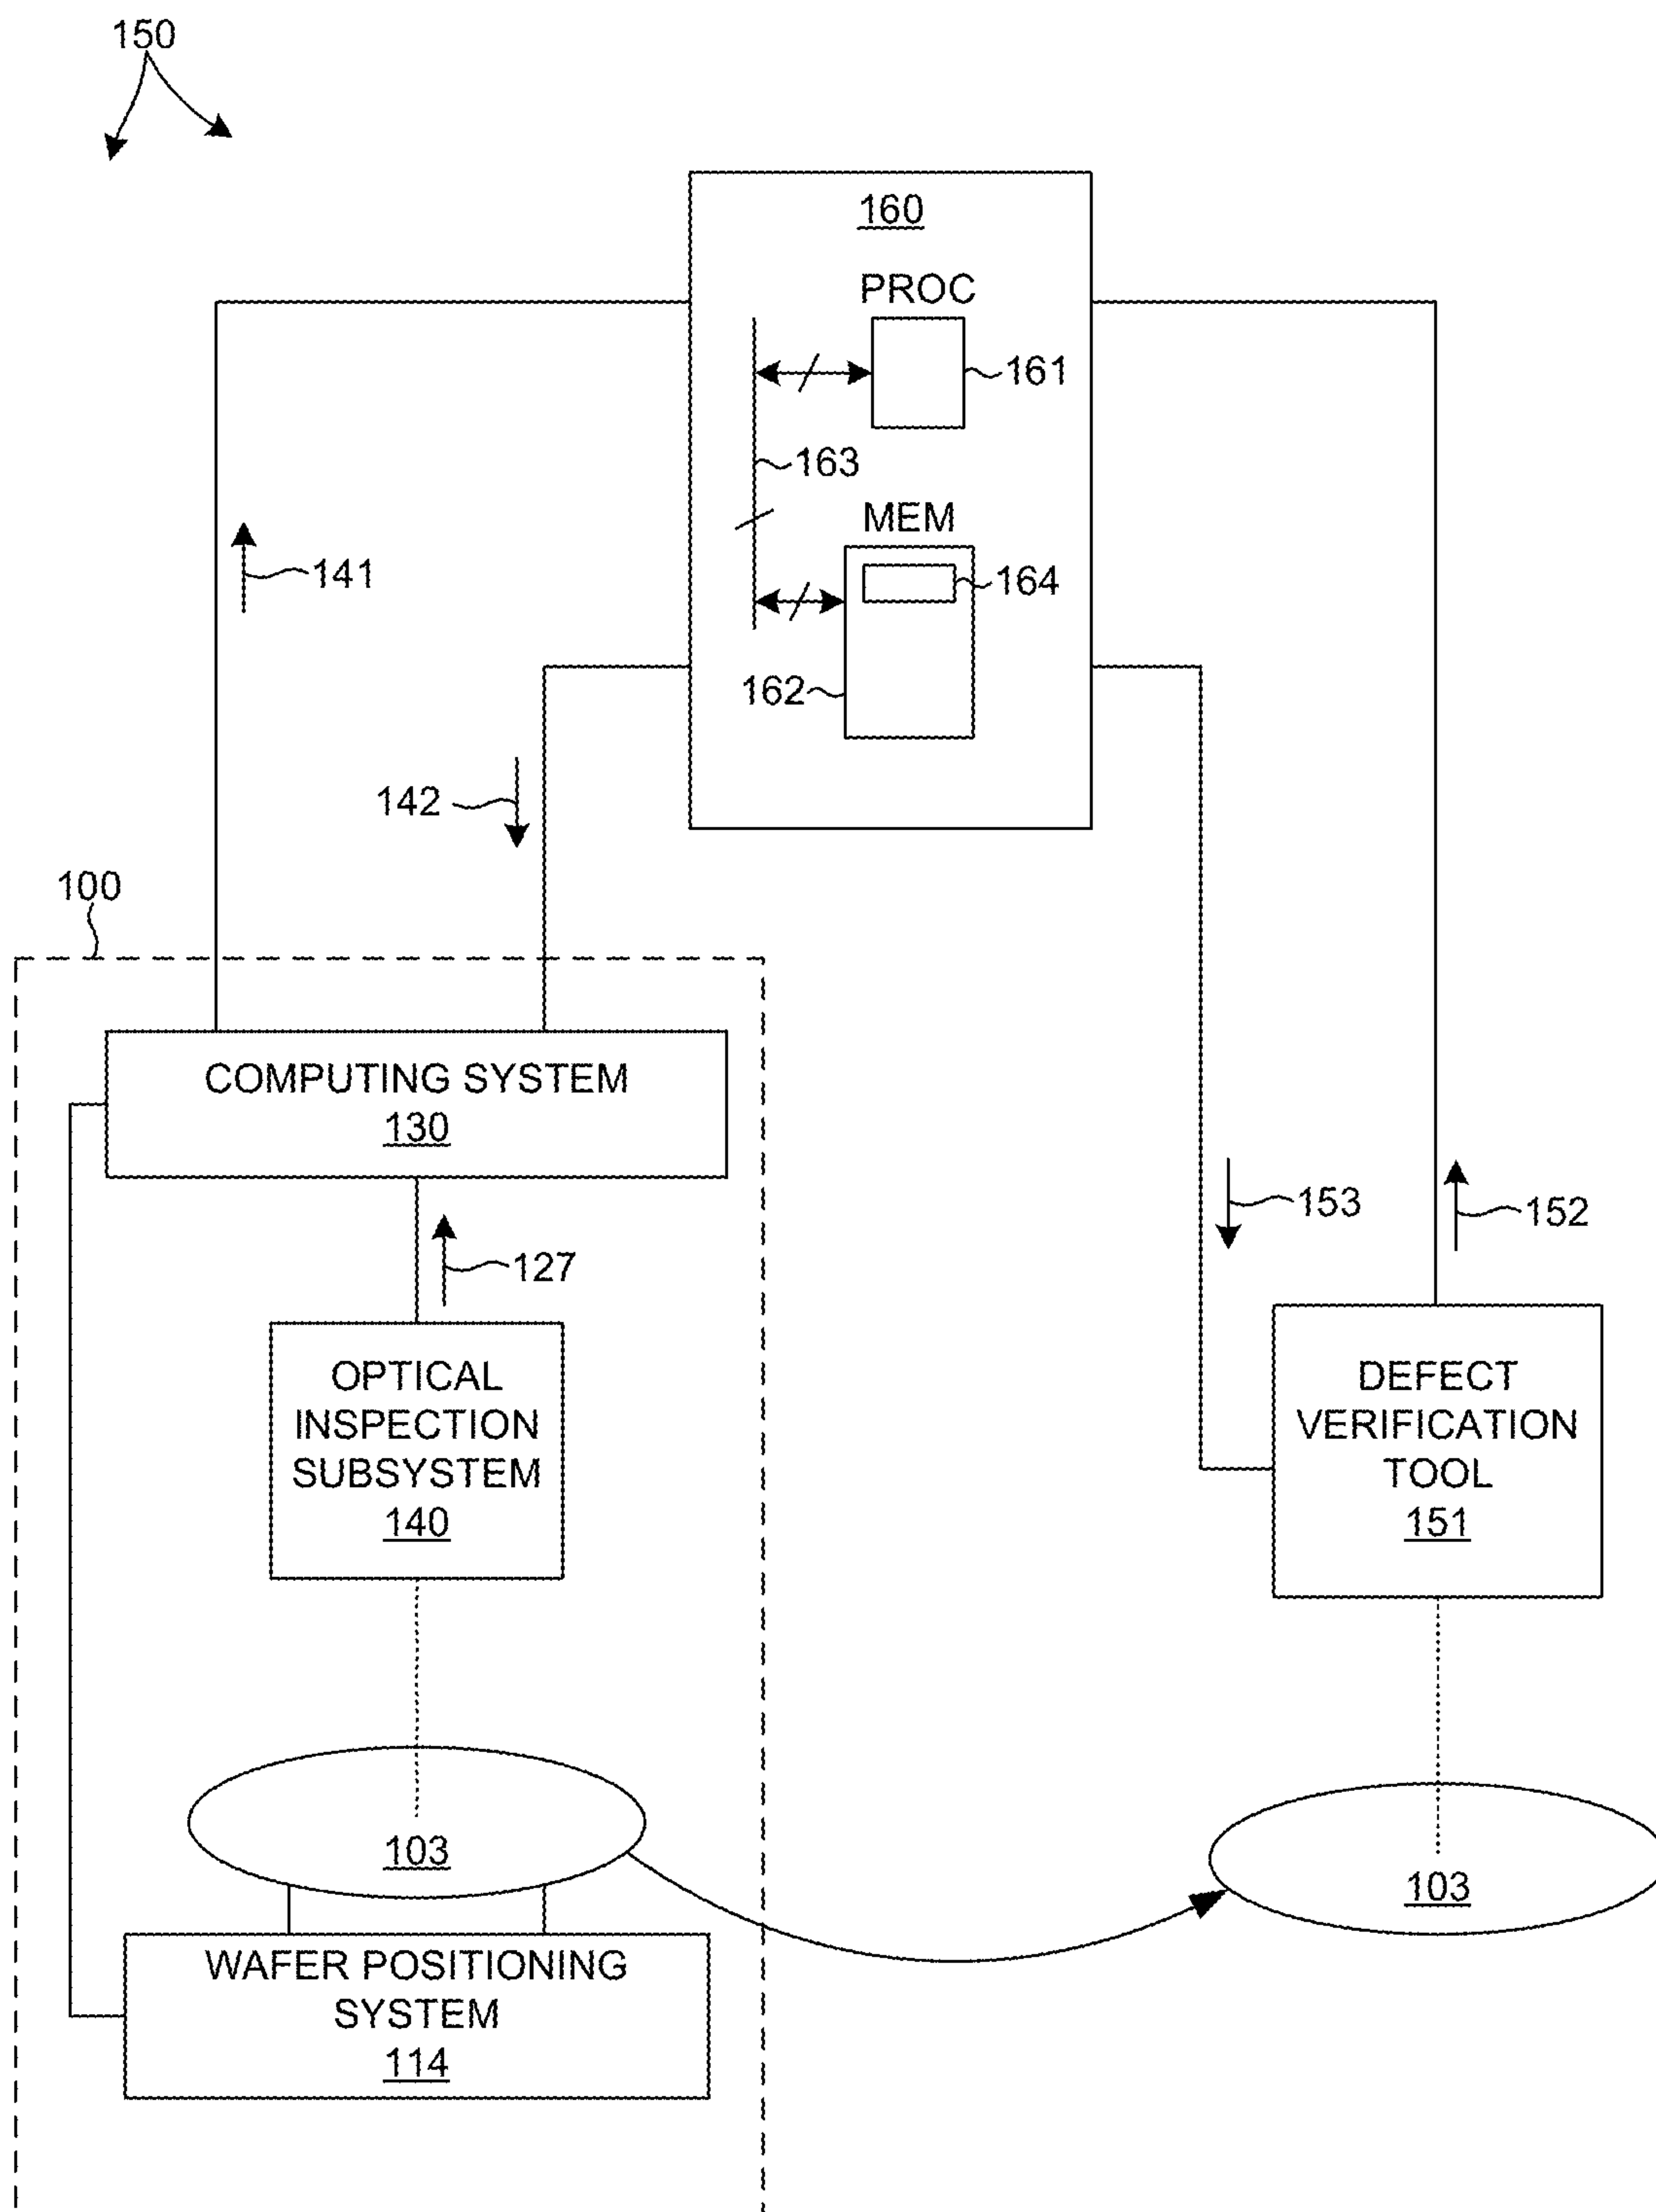 150
160
PROC
161
163
141
MEM
164
162
142
100
COMPUTING SYSTEM
130
153
152
127
OPTICAL
INSPECTION
SUBSYSTEM
140
DEFECT
VERIFICATION
TOOL
151
103
103
WAFER POSITIONING
SYSTEM
114